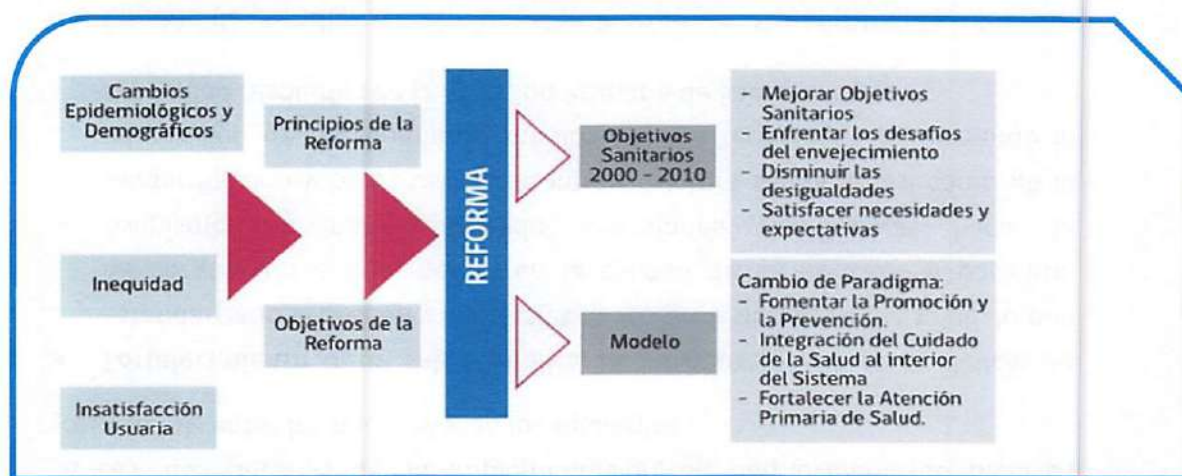 Cambios
Epidemiológicos y
Demográficos
Inequidad
Insatisfacción
Usuaria
Principios de la
Reforma
Objetivos de la
Reforma
REFORMA
Objetivos
Sanitarios
2000 - 2010
- Mejorar Objetivos
Sanitarios
- Enfrentar los desafíos
del envejecimiento
- Disminuir las
desigualdades
- Satisfacer necesidades y
expectativas
Modelo
Cambio de Paradigma:
- Fomentar la Promoción y
la Prevención.
- Integración del Cuidado
de la Salud al interior
del Sistema
- Fortalecer la Atención
Primaria de Salud.